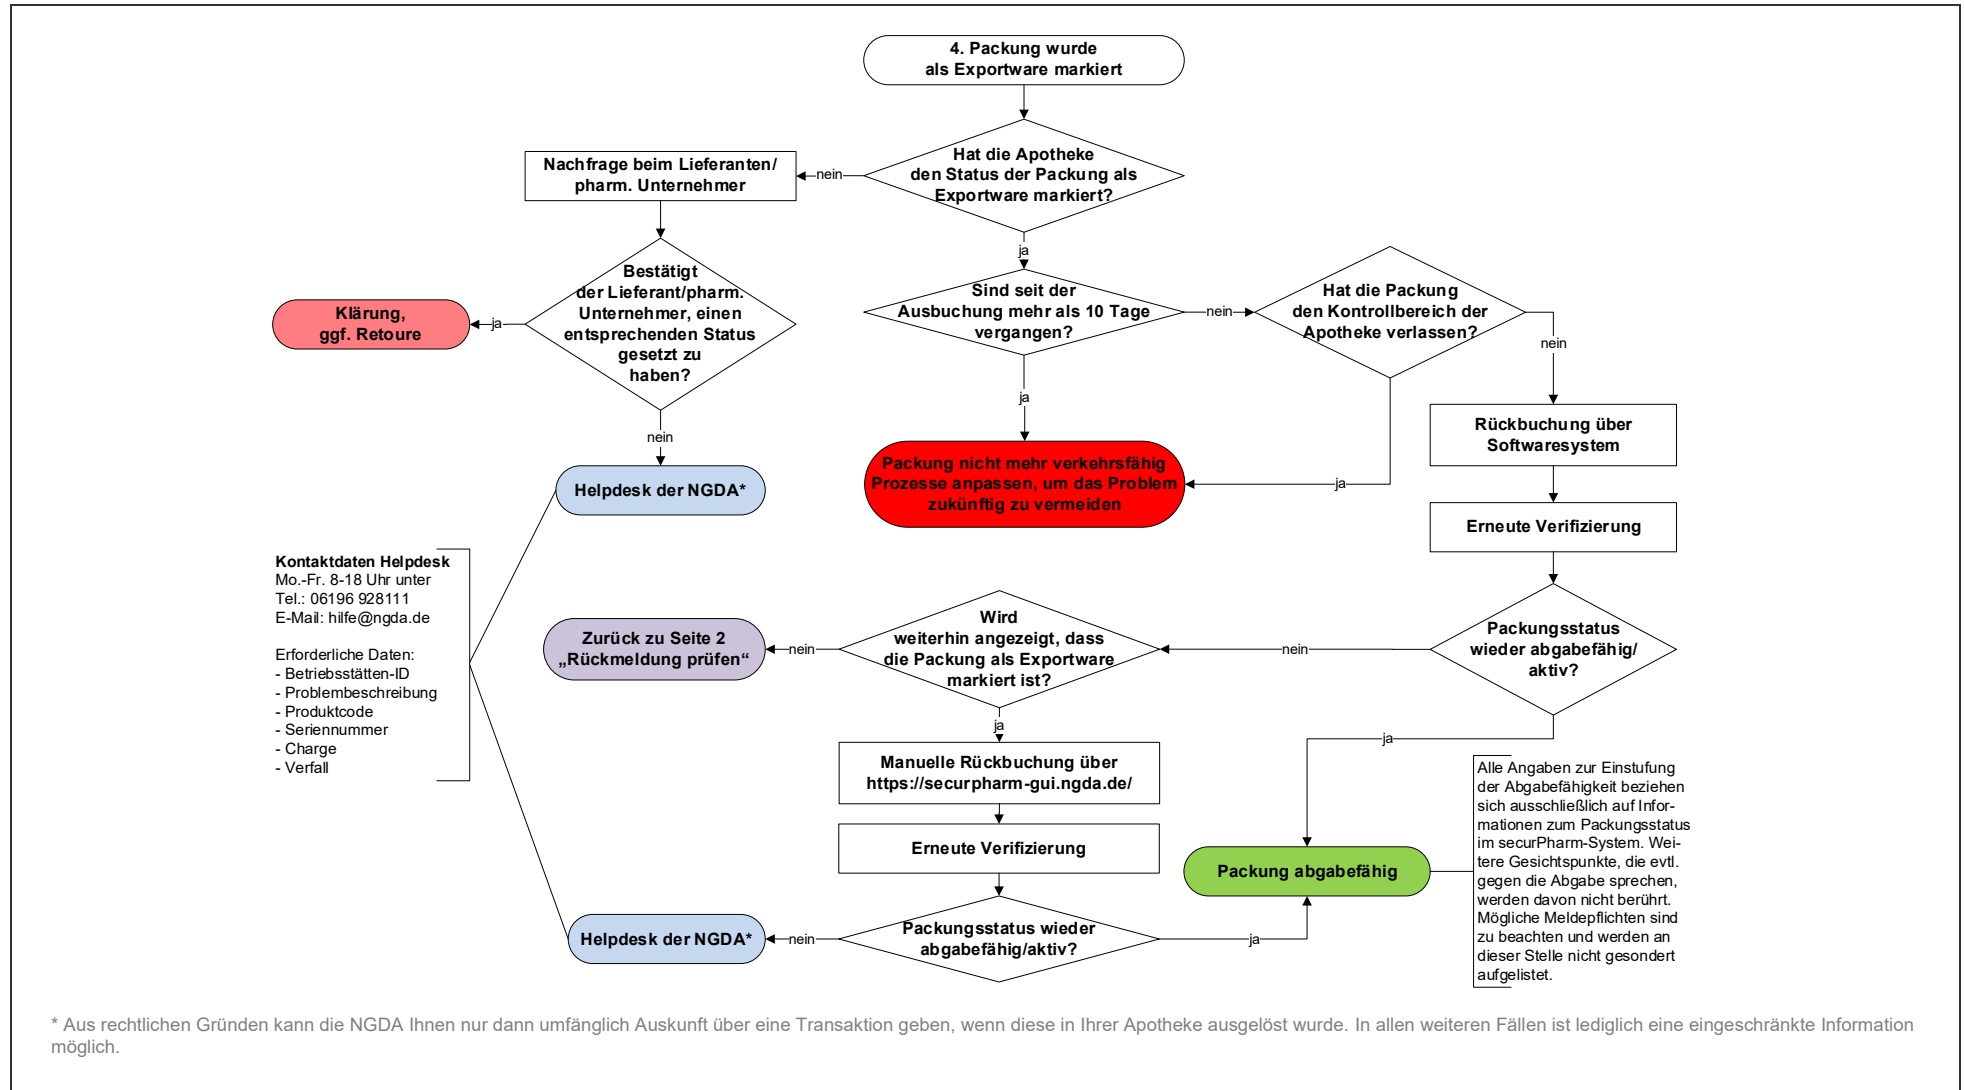 4. Packung wurde
als Exportware markiert
Hat die Apotheke
den Status der Packung als
Exportware markiert?
nein
Nachfrage beim Lieferanten/
pharm. Unternehmer
ja
Bestätigt
der Lieferant/pharm.
Unternehmer, einen
entsprechenden Status
gesetzt zu
haben?
ja
Klärung,
ggf. Retoure
nein
Helpdesk der NGDA*
Sind seit der
Ausbuchung mehr als 10 Tage
vergangen?
nein
ja
Hat die Packung
den Kontrollbereich der
Apotheke verlassen?
nein
ja
Packung nicht mehr verkehrsfähig
Prozesse anpassen, um das Problem
zukünftig zu vermeiden
Rückbuchung über
Softwaresystem
Erneute Verifizierung
Packungsstatus
wieder abgabefähig/
aktiv?
nein
ja
Wird
weiterhin angezeigt, dass
die Packung als Exportware
markiert ist?
nein
Zurück zu Seite 2
„Rückmeldung prüfen“
ja
Manuelle Rückbuchung über
https://securpharm-gui.ngda.de/
Erneute Verifizierung
Packungsstatus wieder
abgabefähig/aktiv?
nein
Helpdesk der NGDA*
ja
Packung abgabefähig
Kontaktdaten Helpdesk
Mo.-Fr. 8-18 Uhr unter
Tel.: 06196 928111
E-Mail: hilfe@ngda.de
Erforderliche Daten:
- Betriebsstätten-ID
- Problembeschreibung
- Produktcode
- Seriennummer
- Charge
- Verfall
Alle Angaben zur Einstufung
der Abgabefähigkeit beziehen
sich ausschließlich auf Infor-
mationen zum Packungsstatus
im securPharm-System. Wei-
tere Gesichtspunkte, die evtl.
gegen die Abgabe sprechen,
werden davon nicht berührt.
Mögliche Meldepflichten sind
zu beachten und werden an
dieser Stelle nicht gesondert
aufgelistet.
* Aus rechtlichen Gründen kann die NGDA Ihnen nur dann umfänglich Auskunft über eine Transaktion geben, wenn diese in Ihrer Apotheke ausgelöst wurde. In allen weiteren Fällen ist lediglich eine eingeschränkte Information
möglich.